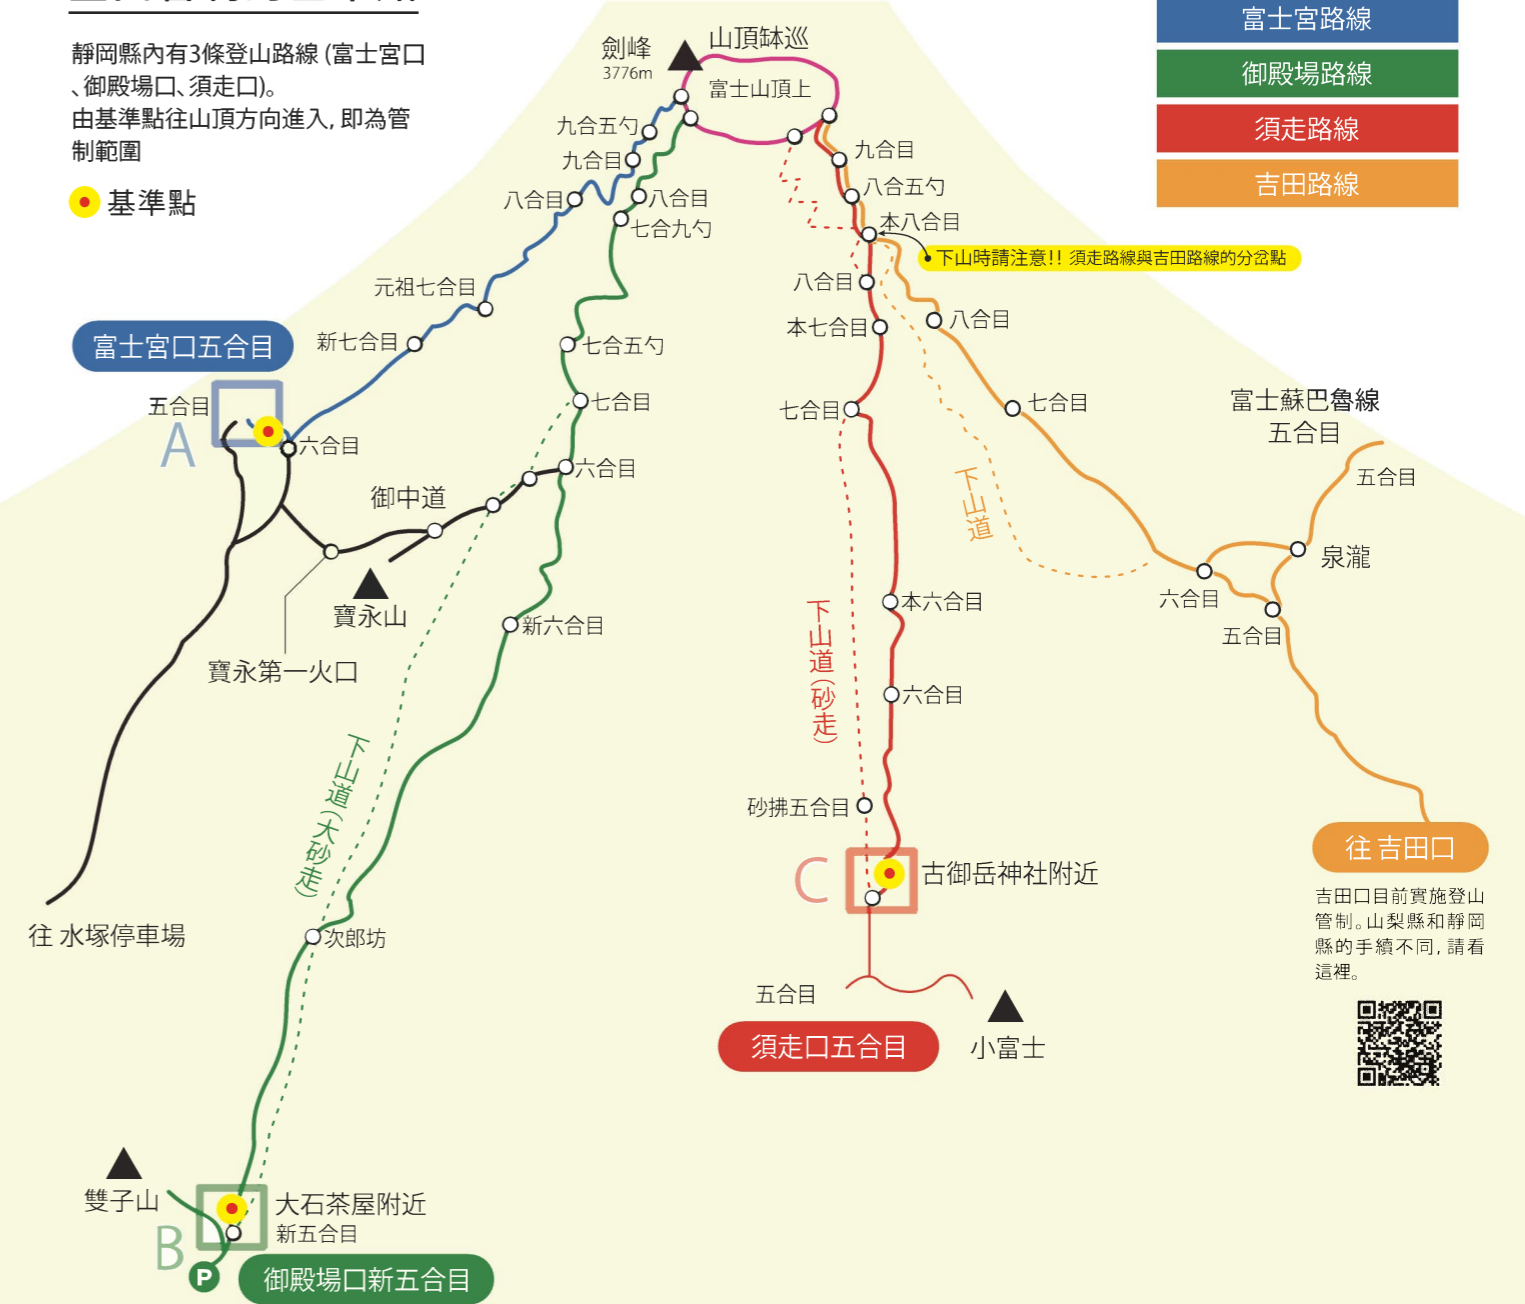 靜岡縣內有3條登山路線 (富士宮口
、御殿場口、須走口)。
由基準點往山頂方向進入, 即為管
制範圍
基準點
富士宮路線
御殿場路線
須走路線
吉田路線
劍峰
3776m
山頂缽巡
富士山頂上
九合五勺
九合目
八合目
元祖七合目
新七合目
富士宮口五合目
五合目
A
六合目
八合目
七合九勺
七合五勺
七合目
六合目
御中道
寶永山
寶永第一火口
新六合目
下山道(大砂走)
往 水塚停車場
次郎坊
雙子山
B
大石茶屋附近
新五合目
P
御殿場口新五合目
九合目
八合五勺
本八合目
下山時請注意!! 須走路線與吉田路線的分岔點
八合目
本七合目
七合目
下山道(砂走)
本六合目
六合目
砂拂五合目
C
古御岳神社附近
五合目
須走口五合目
小富士
八合目
七合目
下山道
富士蘇巴魯線
五合目
五合目
泉瀧
六合目
五合目
往 吉田口
吉田口目前實施登山
管制。山梨縣和靜岡
縣的手續不同, 請看
這裡。